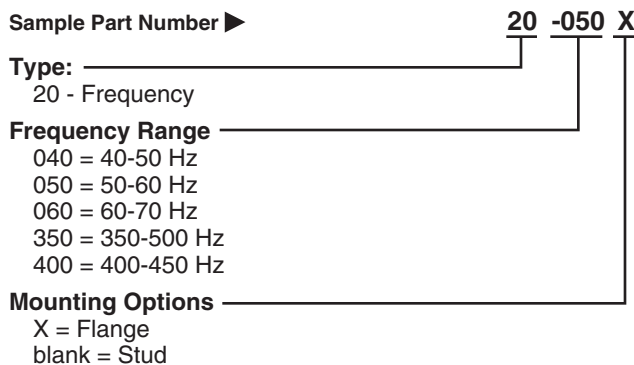 Sample Part Number ▶ 20 -050 X
Type:
20 - Frequency
Frequency Range
040 = 40-50 Hz
050 = 50-60 Hz
060 = 60-70 Hz
350 = 350-500 Hz
400 = 400-450 Hz
Mounting Options
X = Flange
blank = Stud